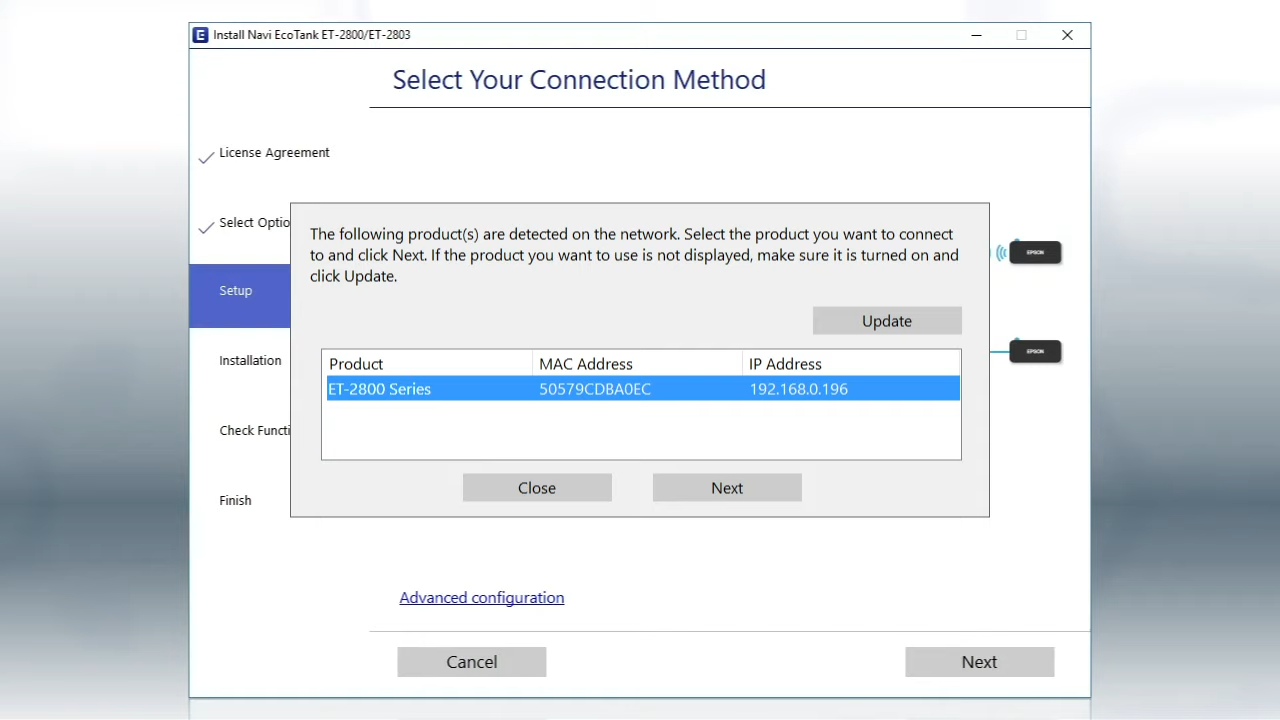 Install Navi EcoTank ET-2800/ET-2803
Select Your Connection Method
License Agreement
Select Optio
Setup
Installation
Check Functi
Finish
The following product(s) are detected on the network. Select the product you want to connect
to and click Next. If the product you want to use is not displayed, make sure it is turned on and
click Update.
Update
Product MAC Address IP Address
ET-2800 Series 50579CDBA0EC 192.168.0.196
Close Next
EPSON
EPSON
Advanced configuration
Cancel Next